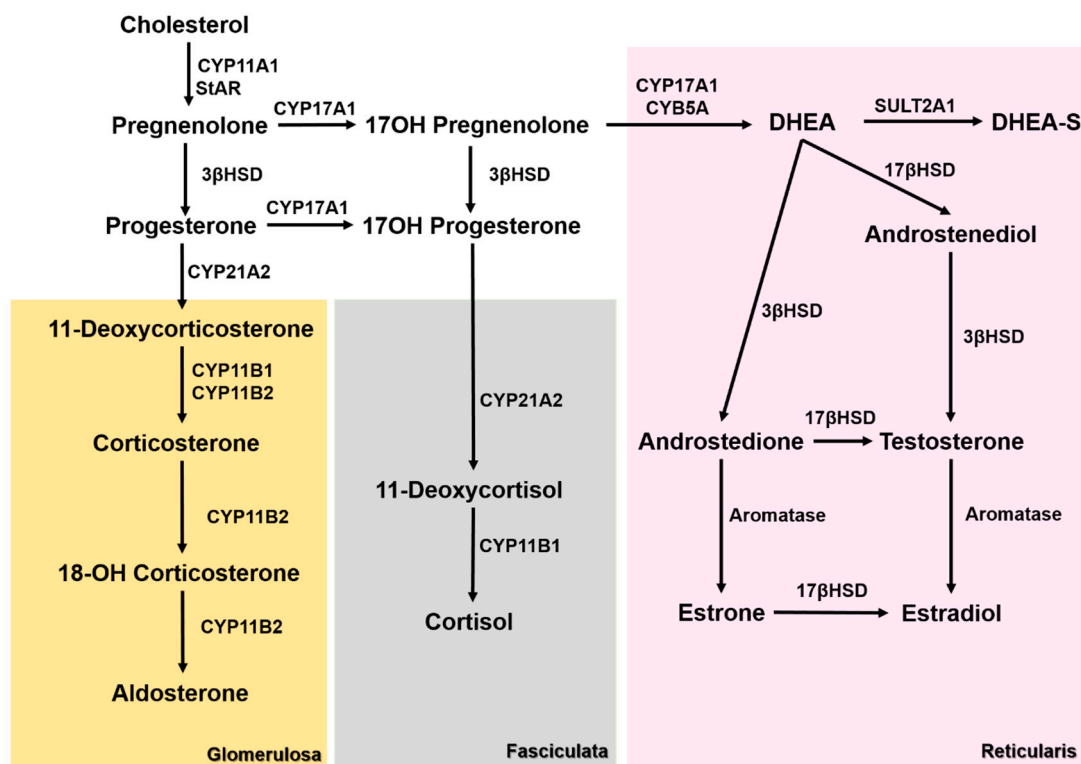 Cholesterol
CYP11A1
StAR
Pregnenolone
CYP17A1
17OH Pregnenolone
CYP17A1
CYB5A
DHEA
SULT2A1
DHEA-S
3βHSD
3βHSD
17βHSD
Progesterone
CYP17A1
17OH Progesterone
Androstenediol
CYP21A2
11-Deoxycorticosterone
3βHSD
3βHSD
CYP11B1
CYP11B2
CYP21A2
Corticosterone
Androstedione
17βHSD
Testosterone
11-Deoxycortisol
CYP11B2
Aromatase
Aromatase
CYP11B1
18-OH Corticosterone
Cortisol
Estrone
17βHSD
Estradiol
CYP11B2
Aldosterone
Glomerulosa
Fasciculata
Reticularis